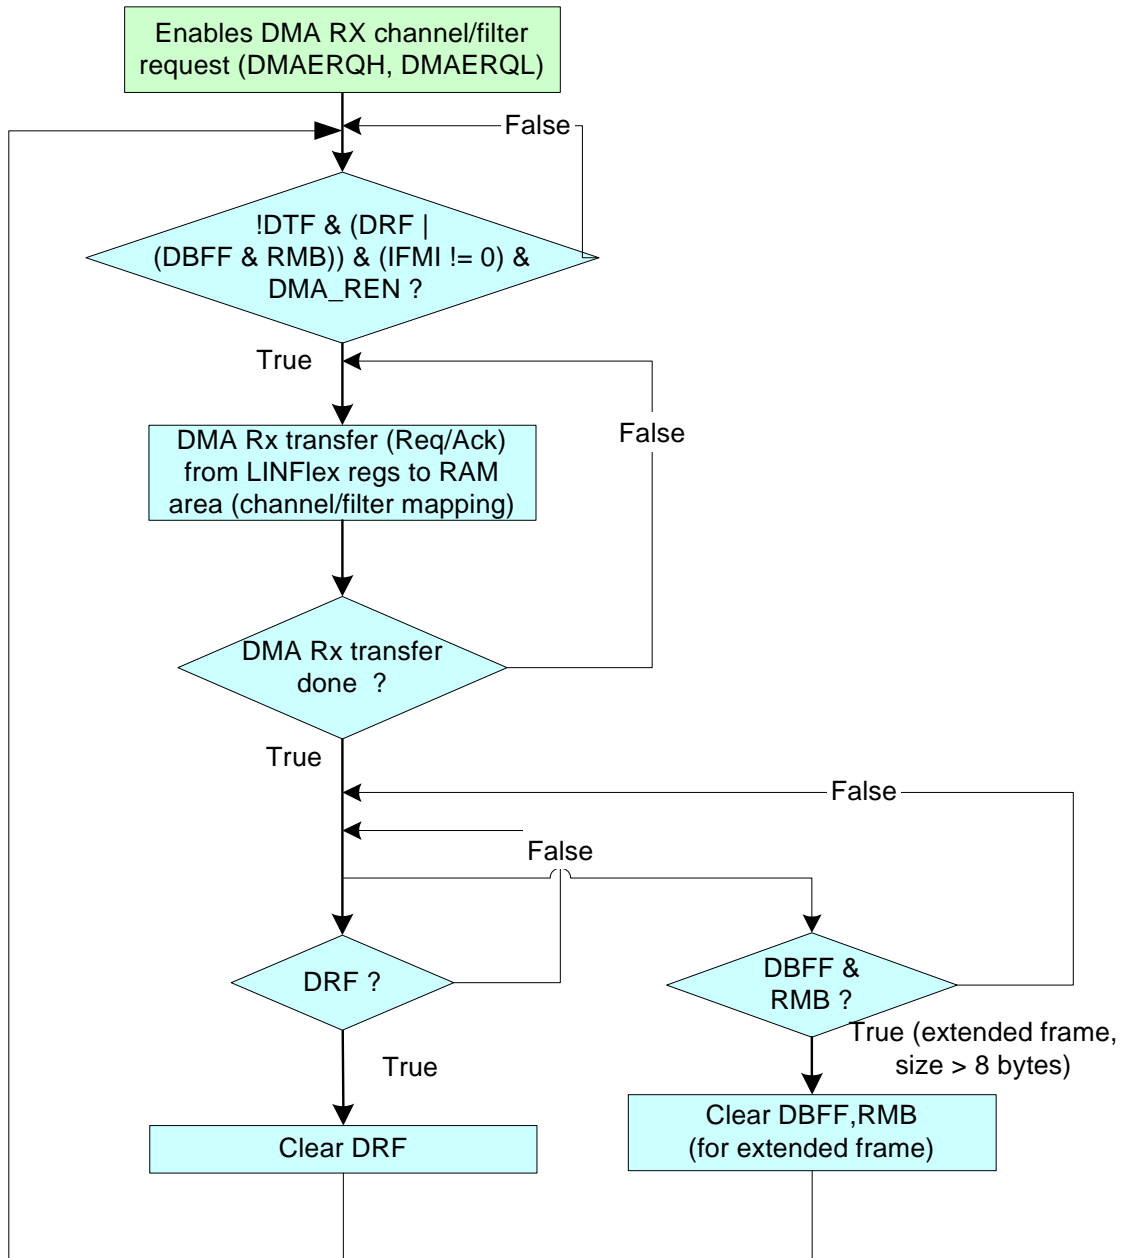 Enables DMA RX channel/filter
request (DMAERQH, DMAERQL)
False
!DTF & (DRF |
(DBFF & RMB)) & (IFMI != 0) &
DMA_REN ?
True
False
DMA Rx transfer (Req/Ack)
from LINFlex regs to RAM
area (channel/filter mapping)
DMA Rx transfer
done ?
True
False
False
DRF ?
DBFF &
RMB ?
True (extended frame,
size > 8 bytes)
True
Clear DRF
Clear DBFF,RMB
(for extended frame)